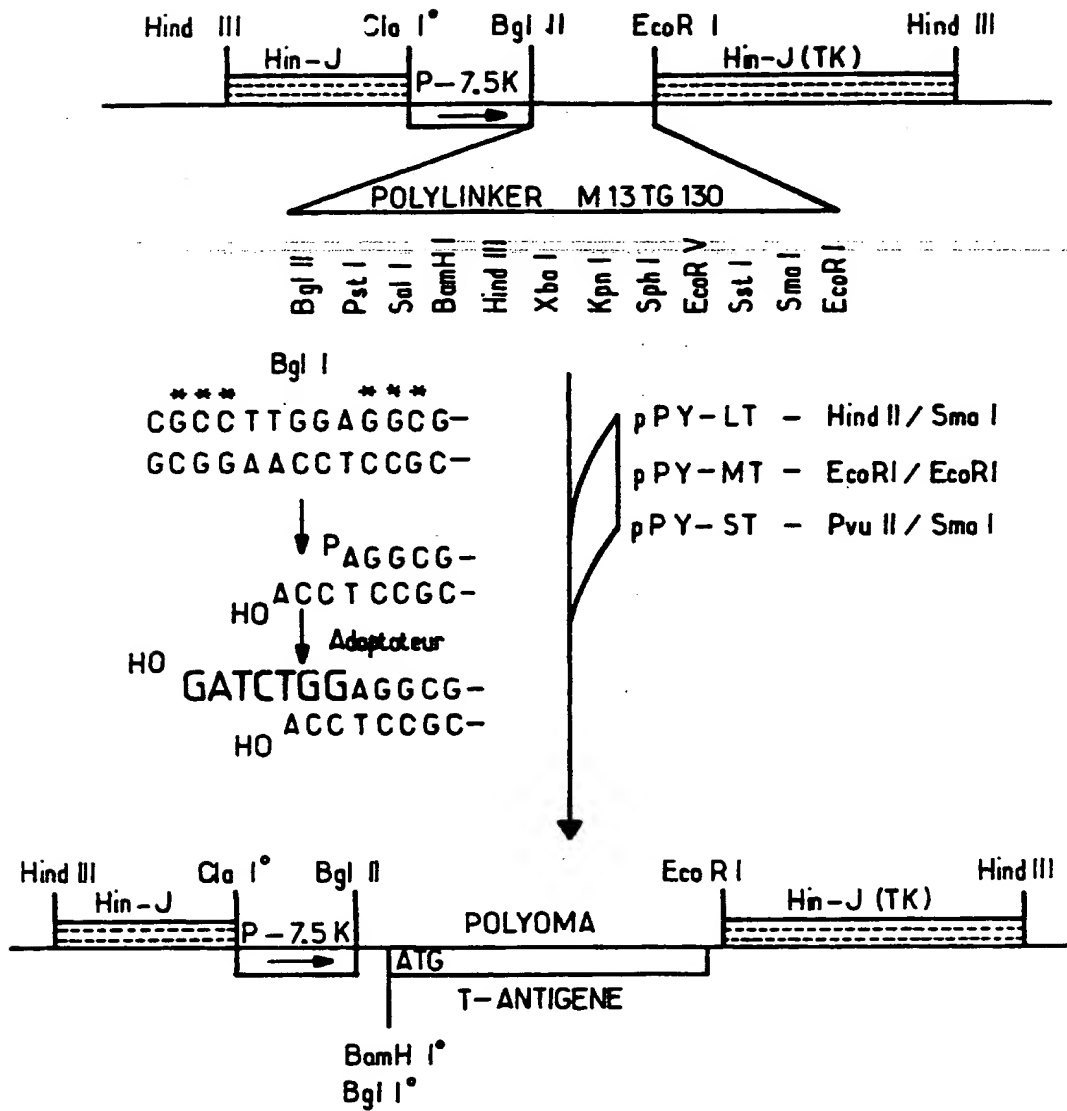 Hind III Cla I° Bgl II EcoR I Hind III
Hin-J P-7.5K Hin-J (TK)
POLYLINKER M13TG130
Bgl II
Pst I
Sal I
BamH I
Hind III
Xba I
Kpn I
Sph I
EcoR V
Sst I
Sma I
EcoR I
Bgl I
*** ***
CGCCTTGGAGGCG-
GCGGAACCTCCGC-
PAGGCG-
ACCTCCGC-
HO
Adaptateur
HO
GATCTGGAGGCG-
ACCTCCGC-
HO
pPY-LT - Hind II / Sma I
pPY-MT - EcoRI / EcoRI
pPY-ST - Pvu II / Sma I
Hind III Cla I° Bgl II Eco R I Hind III
Hin-J P-7.5K POLYOMA Hin-J (TK)
ATG
T-ANTIGENE
BamH I°
Bgl I°